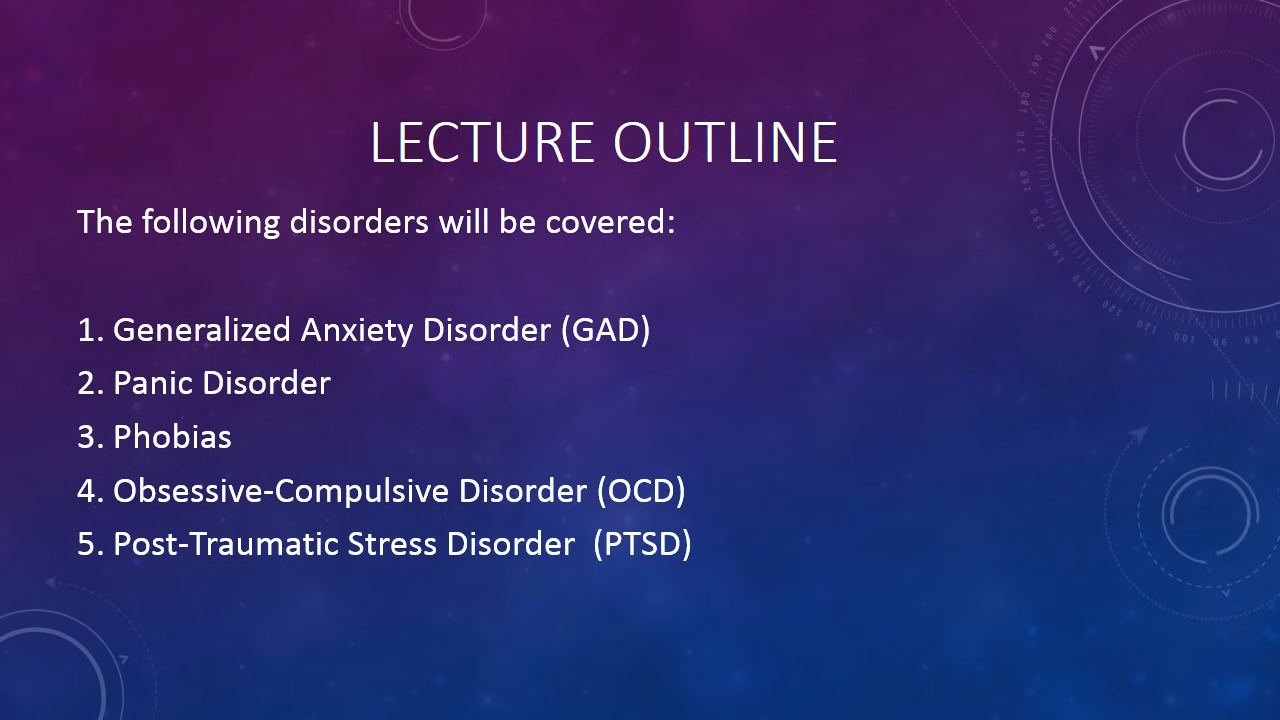 LECTURE OUTLINE
The following disorders will be covered:
1. Generalized Anxiety Disorder (GAD)
2. Panic Disorder
3. Phobias
4. Obsessive-Compulsive Disorder (OCD)
5. Post-Traumatic Stress Disorder  (PTSD)